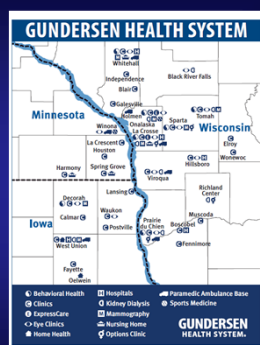 GUNDERSEN HEALTH SYSTEM
Whitehall
Independence
Blair
Black River Falls
Galesville
Minnesota
Holmen
Winona
Onalaska
La Crosse
Sparta
Tomah
Wisconsin
La Crescent
Houston
Elroy
Wonewoc
Harmony
Spring Grove
Hillsboro
Viroqua
Lansing
Richland
Center
Decorah
Calmar
Waukon
Postville
Prairie
du Chien
Boscobel
Muscoda
Iowa
West Union
Fennimore
Fayette
Oelwein
Behavioral Health
Clinics
ExpressCare
Eye Clinics
Home Health
Hospitals
Kidney Dialysis
Mammography
Nursing Home
Options Clinic
Paramedic Ambulance Base
Sports Medicine
GUNDERSEN
HEALTH SYSTEM.